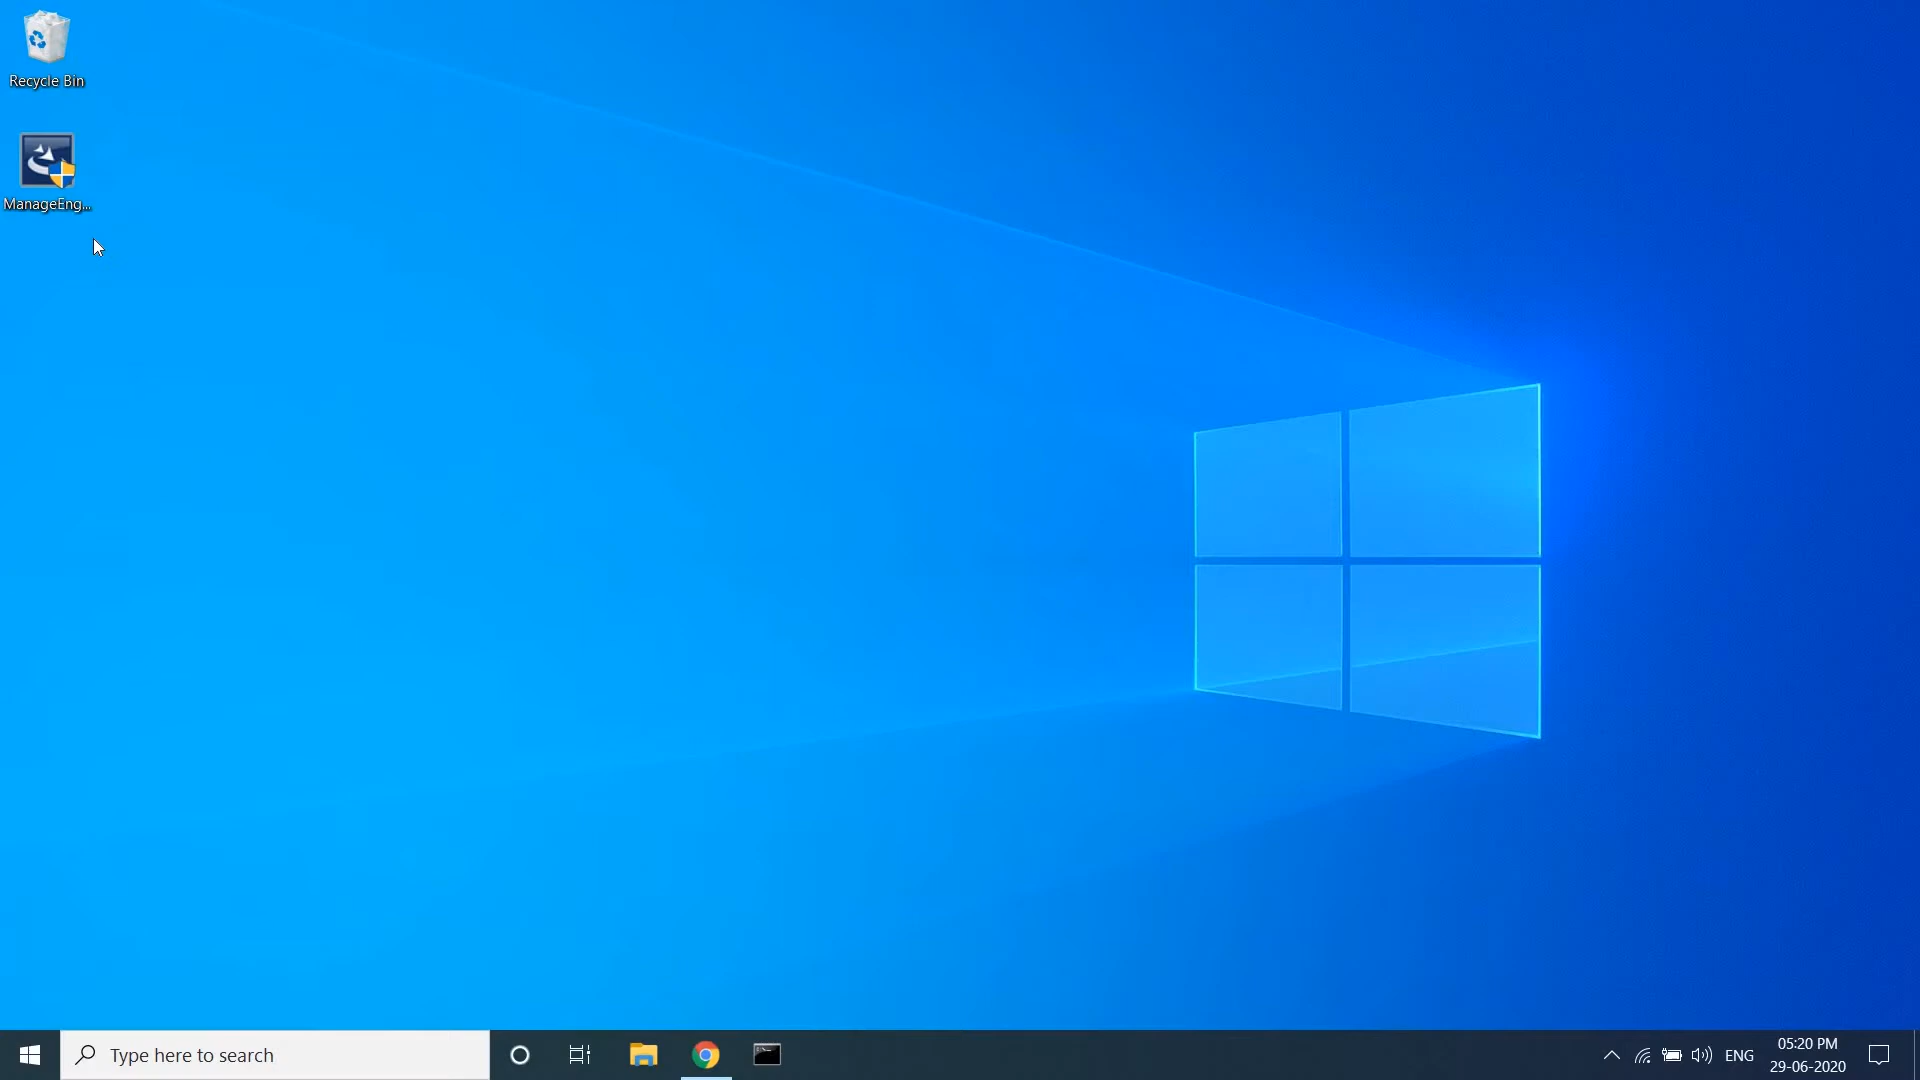 Recycle Bin
ManageEng...
Type here to search
ENG
05:20 PM
29-06-2020